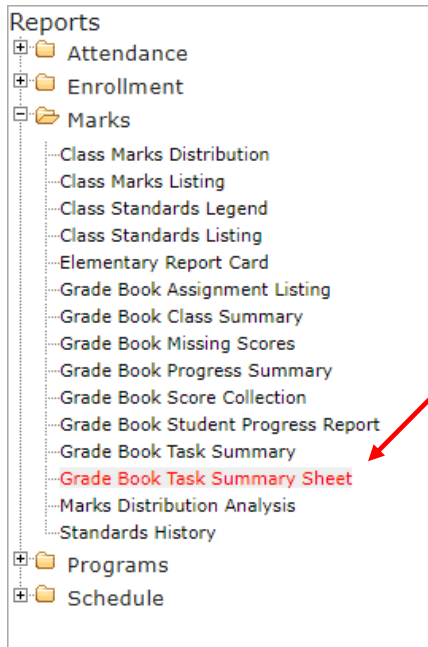 Reports
Attendance
Enrollment
Marks
Class Marks Distribution
Class Marks Listing
Class Standards Legend
Class Standards Listing
Elementary Report Card
Grade Book Assignment Listing
Grade Book Class Summary
Grade Book Missing Scores
Grade Book Progress Summary
Grade Book Score Collection
Grade Book Student Progress Report
Grade Book Task Summary
Grade Book Task Summary Sheet
Marks Distribution Analysis
Standards History
Programs
Schedule